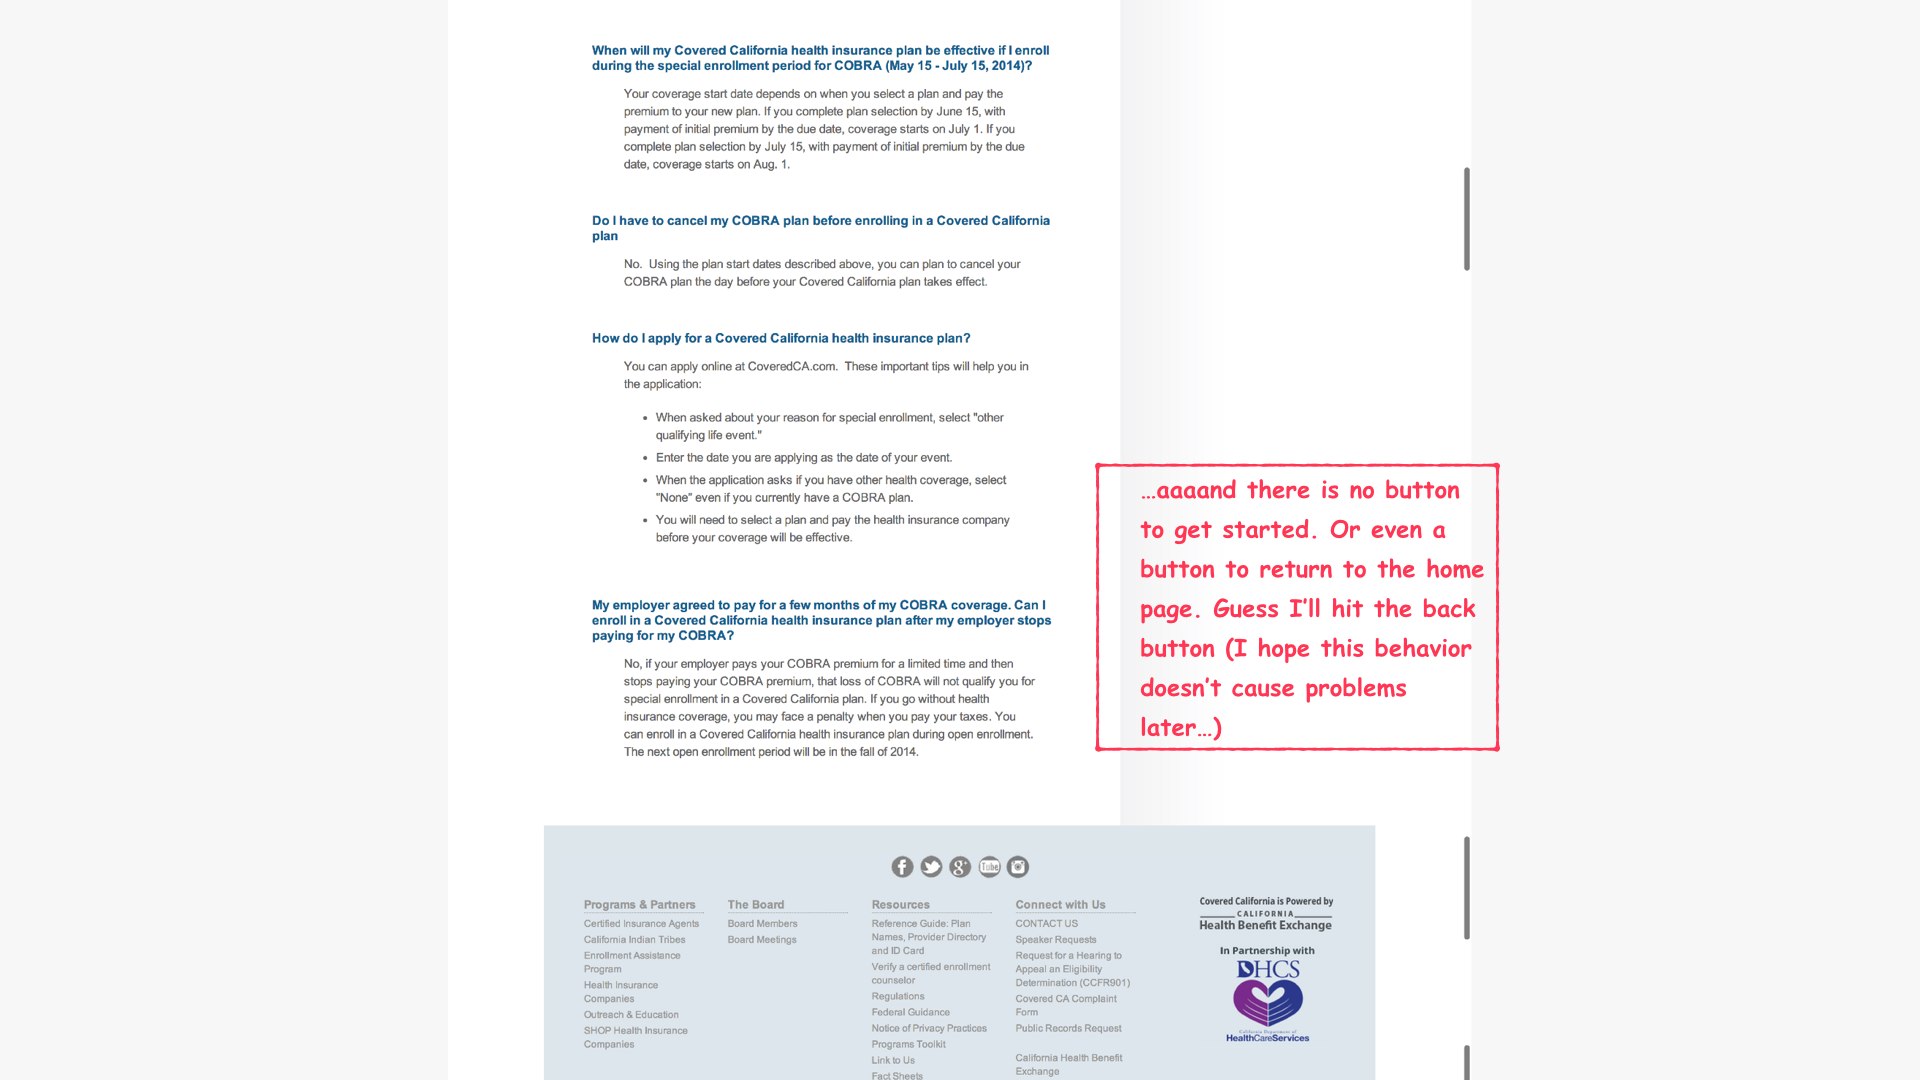 When will my Covered California health insurance plan be effective if I enroll
during the special enrollment period for COBRA (May 15 - July 15, 2014)?
Your coverage start date depends on when you select a plan and pay the
premium to your new plan. If you complete plan selection by June 15, with
payment of initial premium by the due date, coverage starts on July 1. If you
complete plan selection by July 15, with payment of initial premium by the due
date, coverage starts on Aug. 1.
Do I have to cancel my COBRA plan before enrolling in a Covered California
plan
No.  Using the plan start dates described above, you can plan to cancel your
COBRA plan the day before your Covered California plan takes effect.
How do I apply for a Covered California health insurance plan?
You can apply online at CoveredCA.com.  These important tips will help you in
the application:
• When asked about your reason for special enrollment, select "other
qualifying life event."
• Enter the date you are applying as the date of your event.
• When the application asks if you have other health coverage, select
"None" even if you currently have a COBRA plan.
• You will need to select a plan and pay the health insurance company
before your coverage will be effective.
My employer agreed to pay for a few months of my COBRA coverage. Can I
enroll in a Covered California health insurance plan after my employer stops
paying for my COBRA?
No, if your employer pays your COBRA premium for a limited time and then
stops paying your COBRA premium, that loss of COBRA will not qualify you for
special enrollment in a Covered California plan. If you go without health
insurance coverage, you may face a penalty when you pay your taxes. You
can enroll in a Covered California health insurance plan during open enrollment.
The next open enrollment period will be in the fall of 2014.
...aaaand there is no button
to get started. Or even a
button to return to the home
page. Guess I'll hit the back
button (I hope this behavior
doesn't cause problems
later...)
Tube
Programs & Partners
Certified Insurance Agents
California Indian Tribes
Enrollment Assistance
Program
Health Insurance
Companies
Outreach & Education
SHOP Health Insurance
Companies
The Board
Board Members
Board Meetings
Resources
Reference Guide: Plan
Names, Provider Directory
and ID Card
Verify a certified enrollment
counselor
Regulations
Federal Guidance
Notice of Privacy Practices
Programs Toolkit
Link to Us
Fact Sheets
Connect with Us
CONTACT US
Speaker Requests
Request for a Hearing to
Appeal an Eligibility
Determination (CCFR901)
Covered CA Complaint
Form
Public Records Request
California Health Benefit
Exchange
Covered California is Powered by
CALIFORNIA
Health Benefit Exchange
In Partnership with
DHCS
California Department of
HealthCareServices